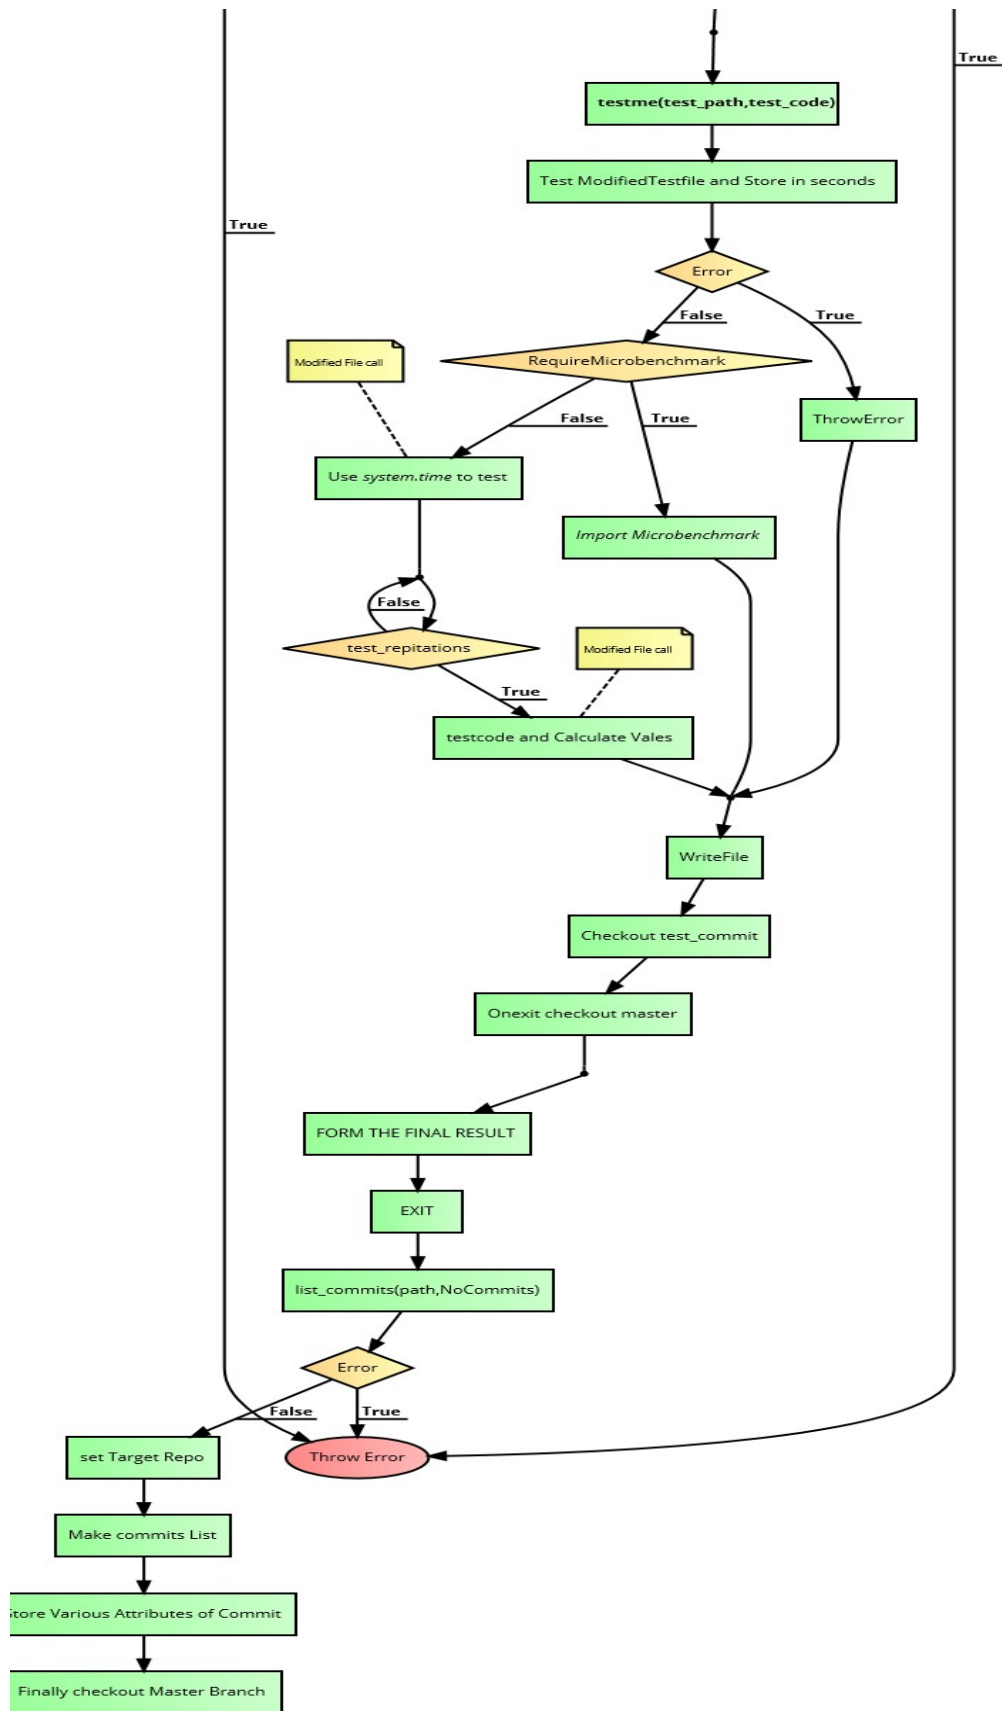 True
testme(test_path,test_code)
Test ModifiedTestfile and Store in seconds
True
Error
False
True
Modified File call
RequireMicrobenchmark
False
True
ThrowError
Use system.time to test
Import Microbenchmark
False
test_repitations
Modified File call
True
testcode and Calculate Vales
WriteFile
Checkout test_commit
Onexit checkout master
FORM THE FINAL RESULT
EXIT
list_commits(path,NoCommits)
Error
False
True
set Target Repo
Throw Error
Make commits List
Store Various Attributes of Commit
Finally checkout Master Branch